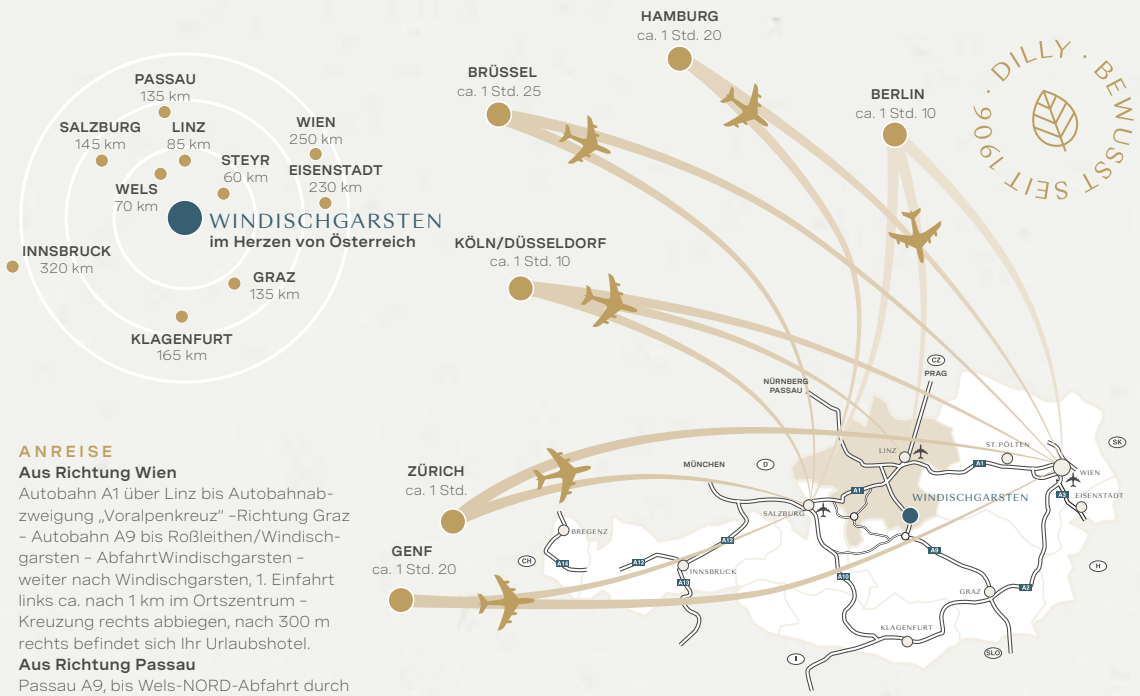 PASSAU
135 km
SALZBURG
145 km
LINZ
85 km
WIEN
250 km
STEYR
60 km
EISENSTADT
230 km
WELS
70 km
WINDISCHGARSTEN
im Herzen von Österreich
INNSBRUCK
320 km
GRAZ
135 km
KLAGENFURT
165 km
HAMBURG
ca. 1 Std. 20
BRÜSSEL
ca. 1 Std. 25
BERLIN
ca. 1 Std. 10
KÖLN/DÜSSELDORF
ca. 1 Std. 10
ZÜRICH
ca. 1 Std.
GENF
ca. 1 Std. 20
· DILLY · BEWUSST SEIT 1906
ANREISE
Aus Richtung Wien
Autobahn A1 über Linz bis Autobahnab-
zweigung „Voralpenkreuz" –Richtung Graz
– Autobahn A9 bis Roßleithen/Windisch-
garsten – AbfahrtWindischgarsten –
weiter nach Windischgarsten, 1. Einfahrt
links ca. nach 1 km im Ortszentrum –
Kreuzung rechts abbiegen, nach 300 m
rechts befindet sich Ihr Urlaubshotel.
Aus Richtung Passau
Passau A9, bis Wels-NORD-Abfahrt durch
CZ
PRAG
NÜRNBERG
PASSAU
MÜNCHEN
D
LINZ
ST. PÖLTEN
SK
A1
WIEN
A1
WINDISCHGARSTEN
A3
EISENSTADT
SALZBURG
BREGENZ
A12
A9
CH
A14
A12
INNSBRUCK
A13
A10
H
GRAZ
A2
KLAGENFURT
SLO
I